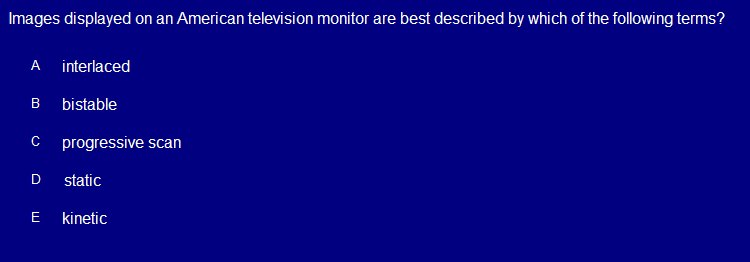 Images displayed on an American television monitor are best described by which of the following terms?
A interlaced
B bistable
C progressive scan
D static
E kinetic